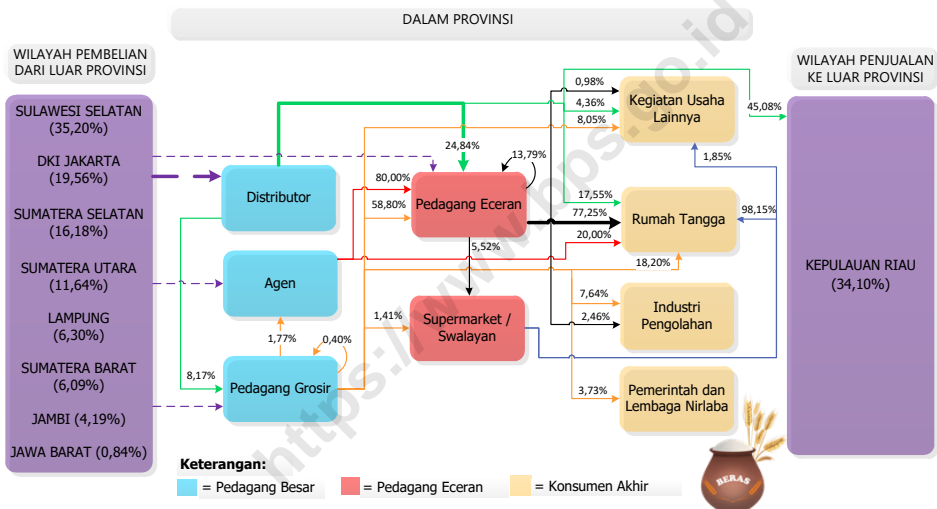 DALAM PROVINSI
WILAYAH PEMBELIAN
DARI LUAR PROVINSI
WILAYAH PENJUALAN
KE LUAR PROVINSI
SULAWESI SELATAN
(35,20%)
DKI JAKARTA
(19,56%)
SUMATERA SELATAN
(16,18%)
SUMATERA UTARA
(11,64%)
LAMPUNG
(6,30%)
SUMATERA BARAT
(6,09%)
JAMBI (4,19%)
JAWA BARAT (0,84%)
Distributor
Agen
Pedagang Grosir
8,17%
1,77%
0,40%
80,00%
58,80%
1,41%
24,84%
13,79%
Pedagang Eceran
5,52%
Supermarket /
Swalayan
0,98%
4,36%
8,05%
17,55%
77,25%
20,00%
18,20%
7,64%
2,46%
3,73%
Kegiatan Usaha
Lainnya
Rumah Tangga
Industri
Pengolahan
Pemerintah dan
Lembaga Nirlaba
45,08%
1,85%
98,15%
KEPULAUAN RIAU
(34,10%)
Keterangan:
= Pedagang Besar
= Pedagang Eceran
= Konsumen Akhir
BERAS
https://www.bps.go.id